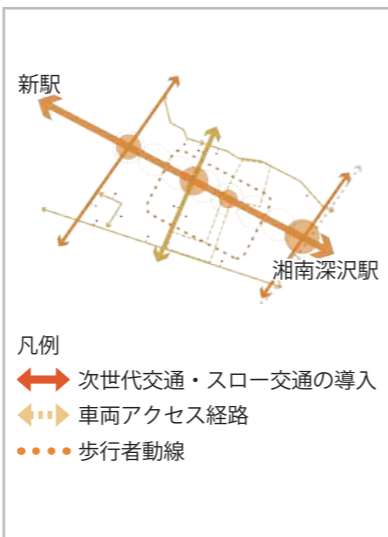 新駅
湘南深沢駅
凡例
次世代交通・スロー交通の導入
車両アクセス経路
歩行者動線